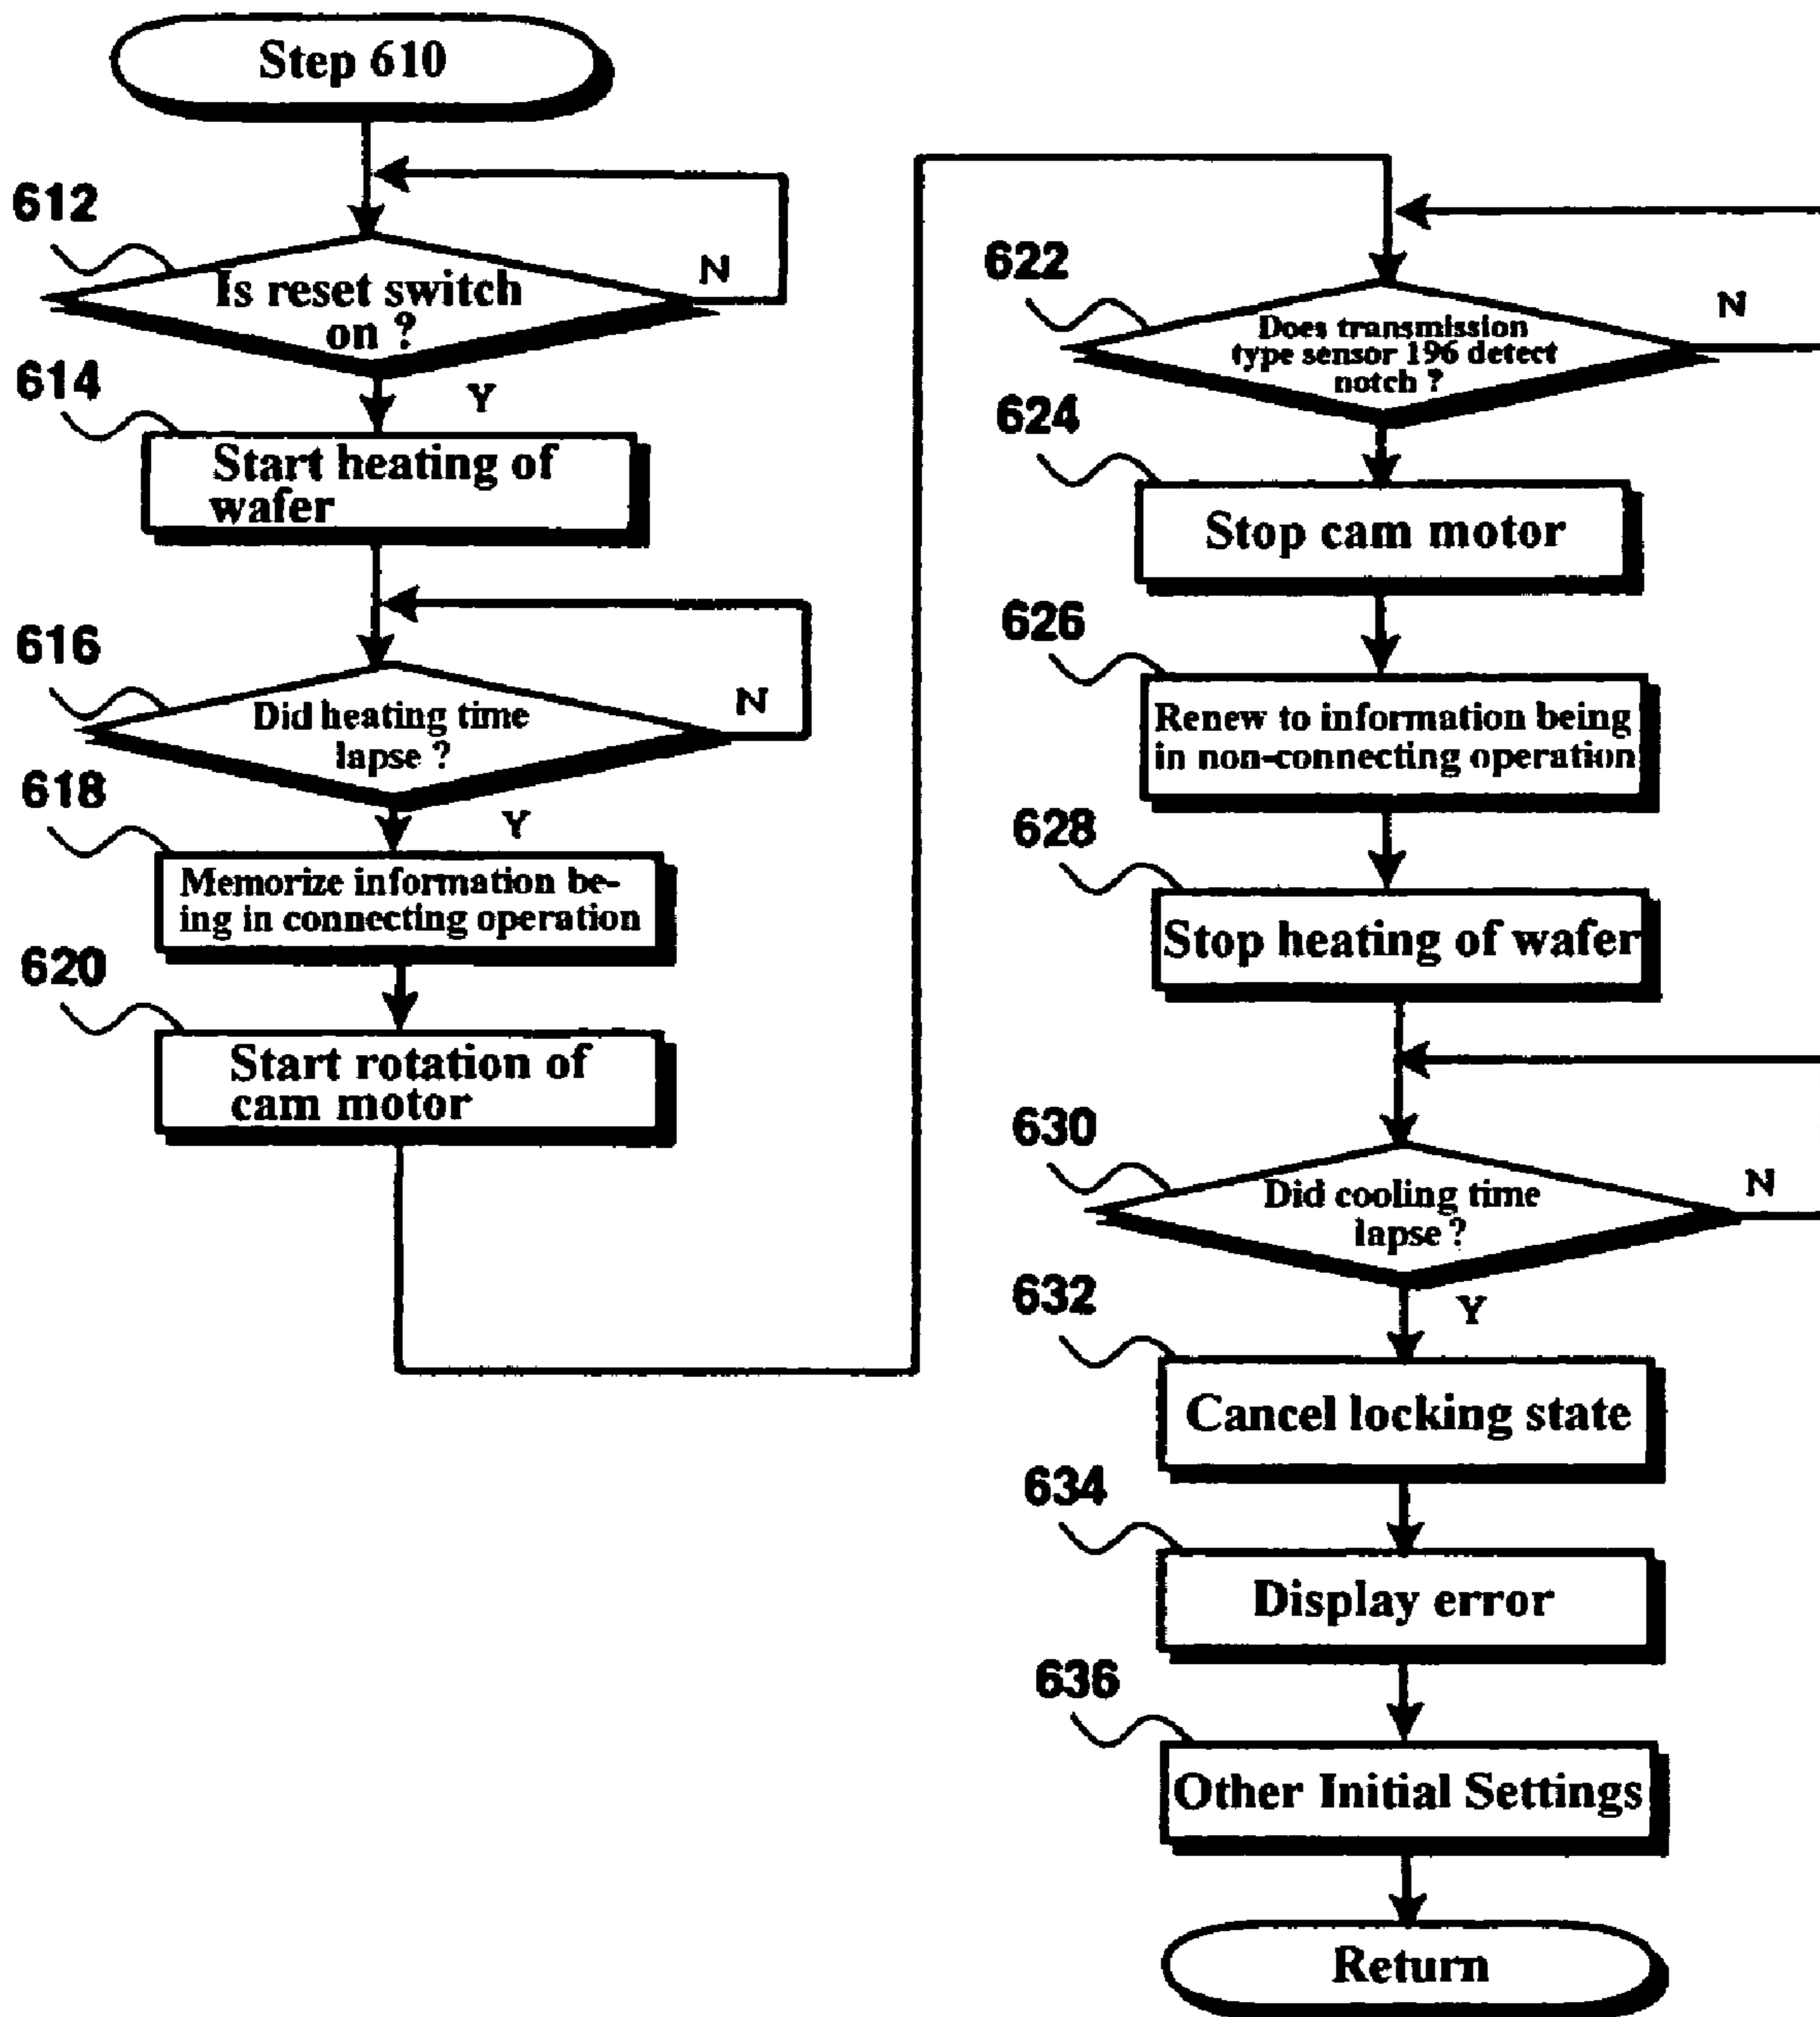 Step 610
612
Is reset switch
on ?
N
Y
614
Start heating of
wafer
616
Did heating time
lapse ?
N
Y
618
Memorize information be-
ing in connecting operation
620
Start rotation of
cam motor
622
Does transmission
type sensor 196 detect
notch ?
N
624
Stop cam motor
626
Renew to information being
in non-connecting operation
628
Stop heating of wafer
630
Did cooling time
lapse ?
N
Y
632
Cancel locking state
634
Display error
636
Other Initial Settings
Return